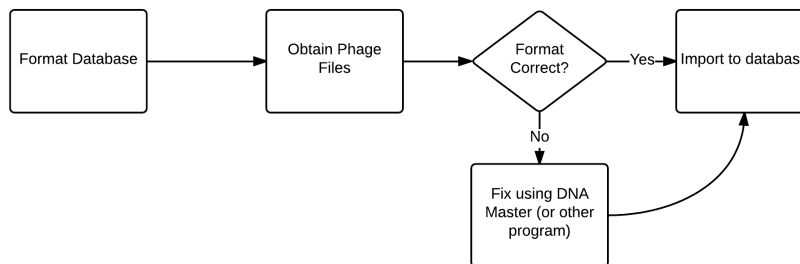 Format Database
Obtain Phage
Files
Format
Correct?
Yes
Import to databas
No
Fix using DNA
Master (or other
program)